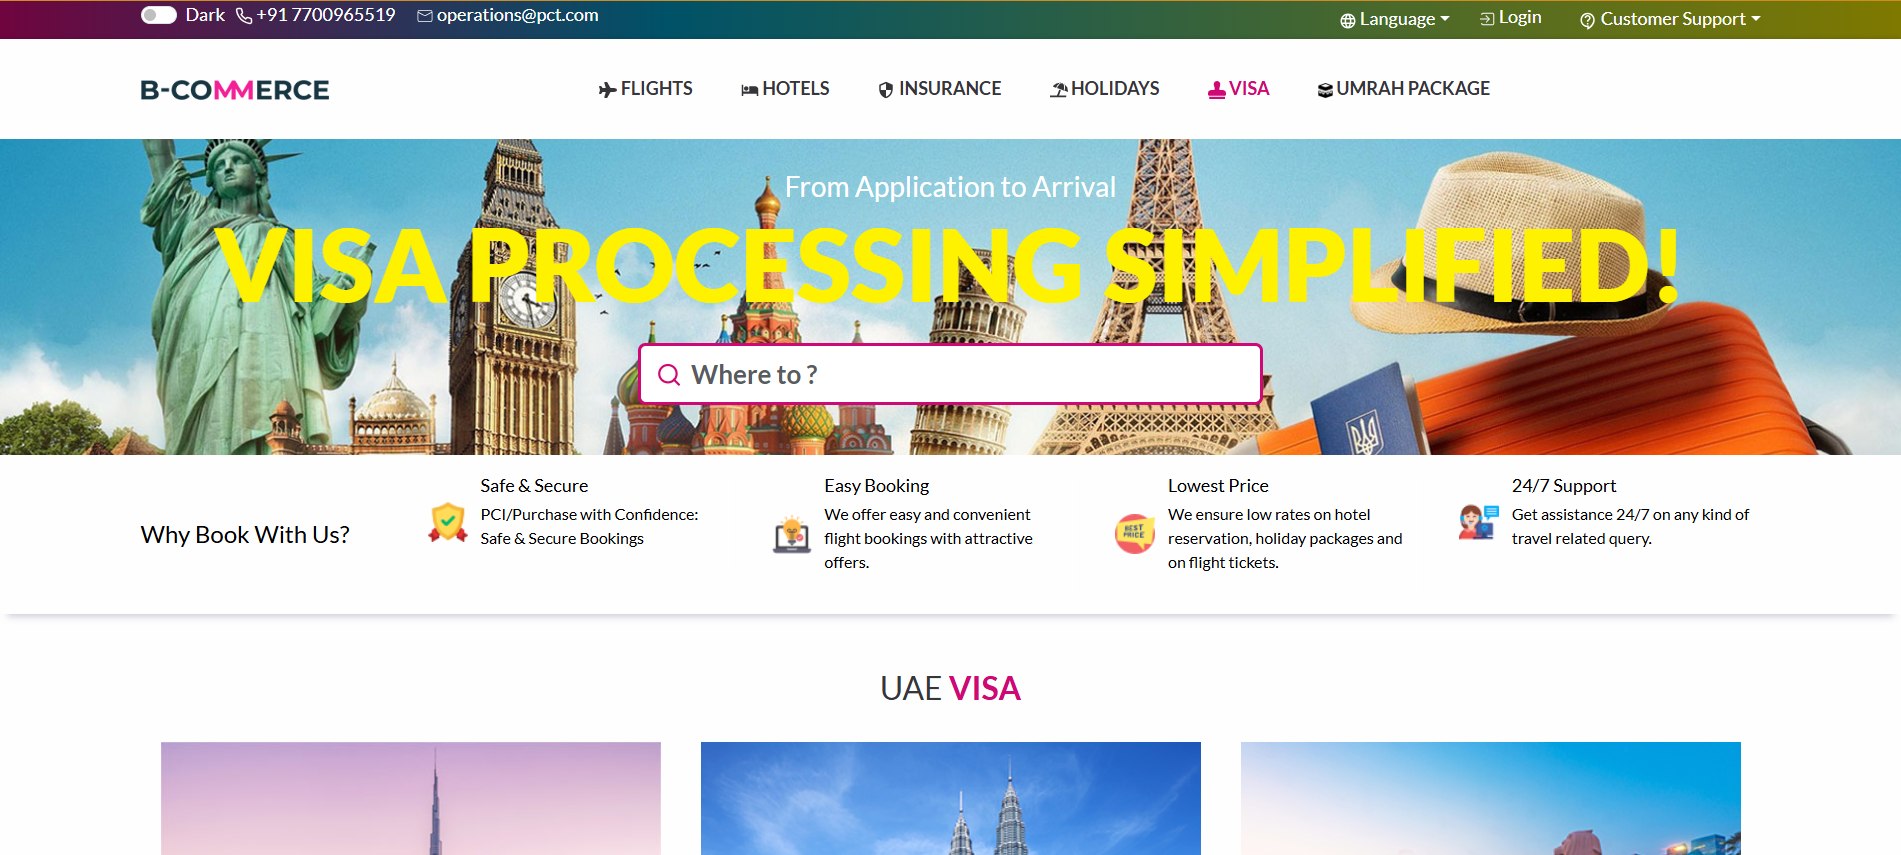 Dark +91 7700965519 operations@pct.com Language Login Customer Support
B-COMMERCE FLIGHTS HOTELS INSURANCE HOLIDAYS VISA UMRAH PACKAGE
From Application to Arrival
VISA PROCESSING SIMPLIFIED!
Where to ?
Why Book With Us?
Safe & Secure
PCI/Purchase with Confidence:
Safe & Secure Bookings
Easy Booking
We offer easy and convenient
flight bookings with attractive
offers.
BEST
PRICE
Lowest Price
We ensure low rates on hotel
reservation, holiday packages and
on flight tickets.
24/7 Support
Get assistance 24/7 on any kind of
travel related query.
UAE VISA